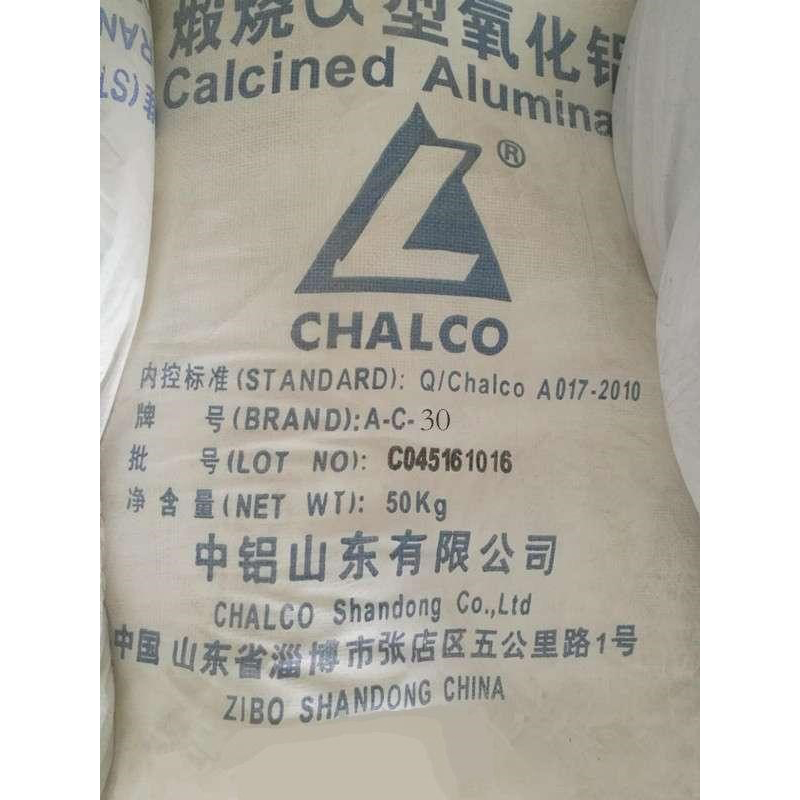 煅烧α型氧化铝
Calcined Alumina
®
CHALCO
内控标准(STANDARD): Q/Chalco A017-2010
牌 号(BRAND):A-C-30
批 号(LOT NO): C045161016
净含量(NET WT): 50Kg
中铝山东有限公司
CHALCO Shandong Co.,Ltd
中国山东省淄博市张店区五公里路1号
ZIBO SHANDONG CHINA